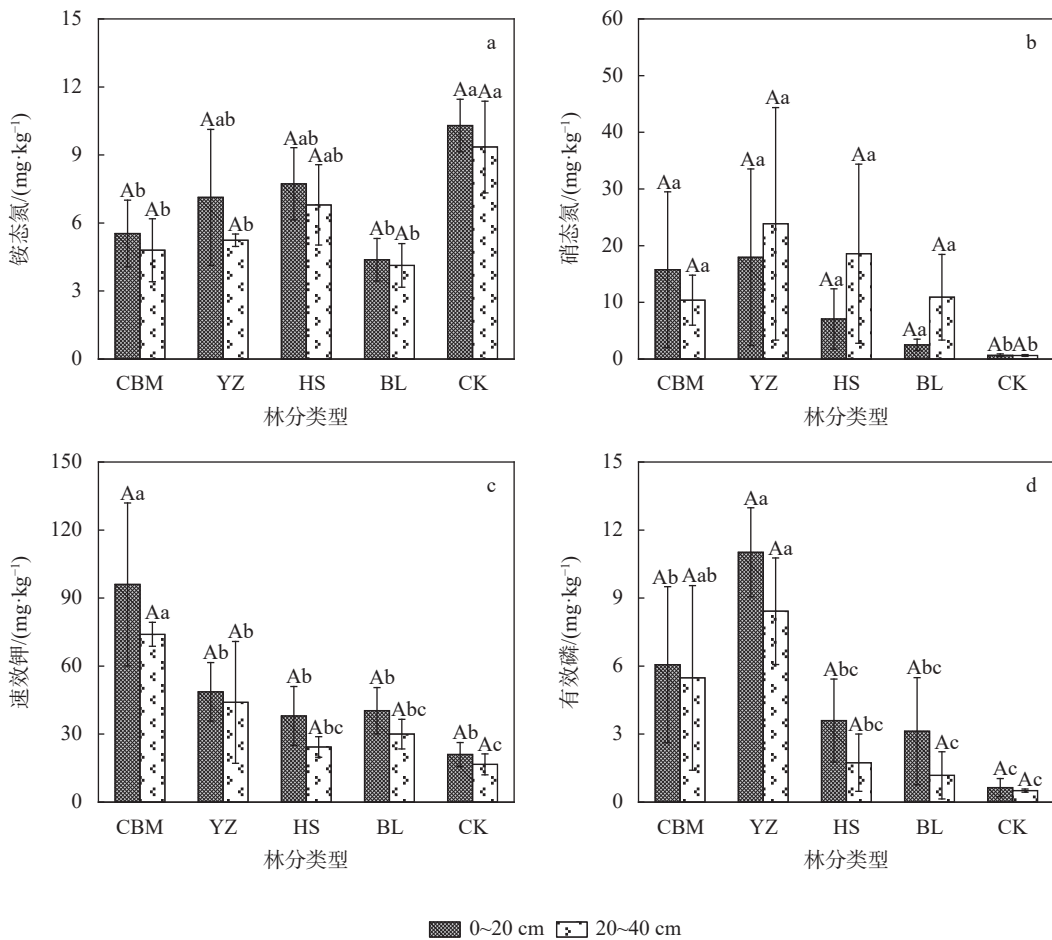 15
12
9
6
3
0
铵态氮/(mg·kg⁻¹)
a
Ab
Ab
Aab
Ab
Aab
Aab
Ab
Ab
Aa
Aa
CBM YZ HS BL CK
林分类型
60
50
40
30
20
10
0
硝态氮/(mg·kg⁻¹)
b
Aa
Aa
Aa
Aa
Aa
Aa
Aa
Aa
Ab
Ab
CBM YZ HS BL CK
林分类型
150
120
90
60
30
0
速效钾/(mg·kg⁻¹)
c
Aa
Aa
Ab
Ab
Ab
Abc
Ab
Abc
Ab
Ac
CBM YZ HS BL CK
林分类型
15
12
9
6
3
0
有效磷/(mg·kg⁻¹)
d
Ab
Aab
Aa
Aa
Abc
Abc
Abc
Ac
Ac
Ac
CBM YZ HS BL CK
林分类型
0~20 cm 20~40 cm